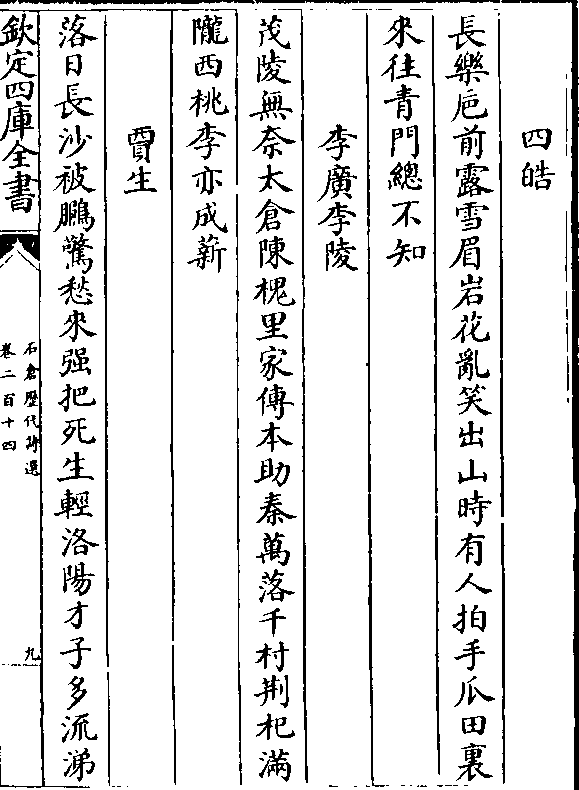 四皓
長樂巵前露雪眉岩花亂笑出山時有人拍手瓜田裏
來往青門總不知
李廣李陵
茂陵無奈太倉陳槐里家傳本助秦萬落千村荆杞滿
隴西桃李亦成薪
賈生
落日長沙被鵩驚愁來强把死生輕洛陽才子多流涕
欽定四庫全書
石倉歷代詩選
卷二百十四
九